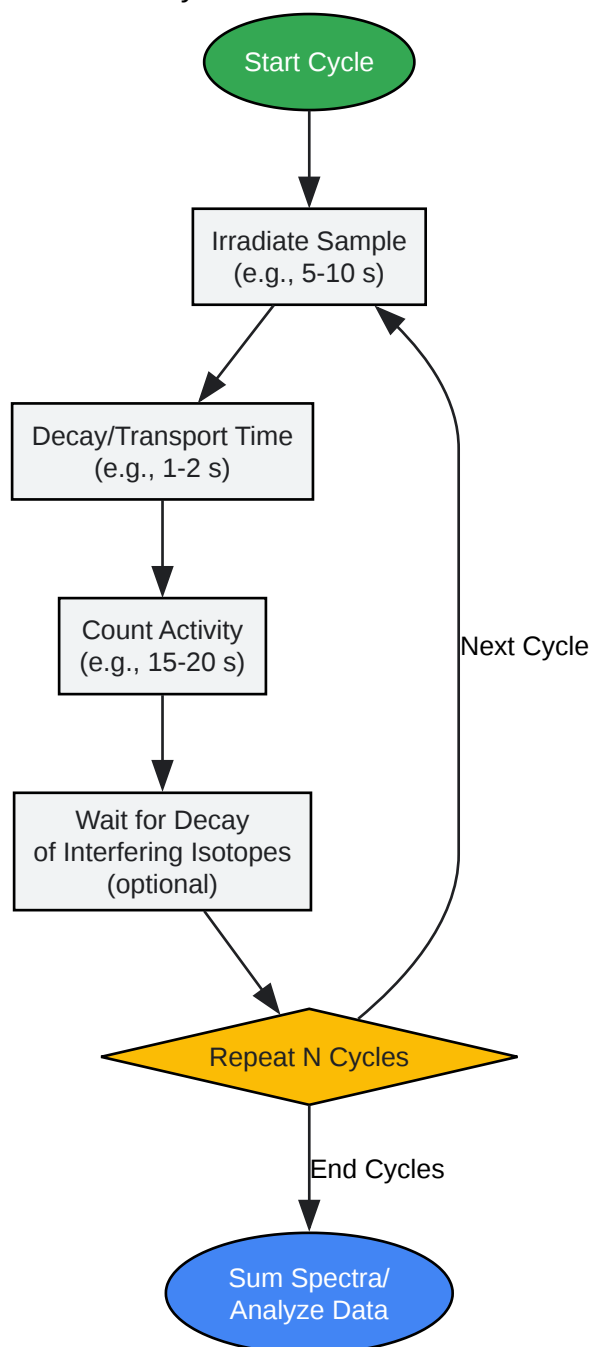 Start Cycle
Irradiate Sample
(e.g., 5-10 s)
Decay/Transport Time
(e.g., 1-2 s)
Count Activity
(e.g., 15-20 s)
Next Cycle
Wait for Decay
of Interfering Isotopes
(optional)
Repeat N Cycles
End Cycles
Sum Spectra/
Analyze Data